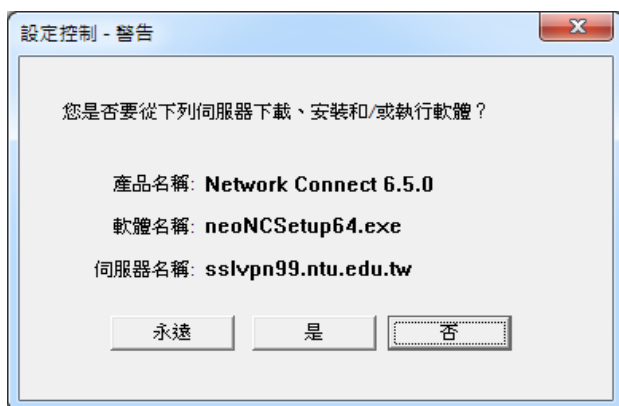 設定控制 - 警告
您是否要從下列伺服器下載、安裝和/或執行軟體？
產品名稱: Network Connect 6.5.0
軟體名稱: neoNCSetup64.exe
伺服器名稱: sslvpn99.ntu.edu.tw
永遠 是 否